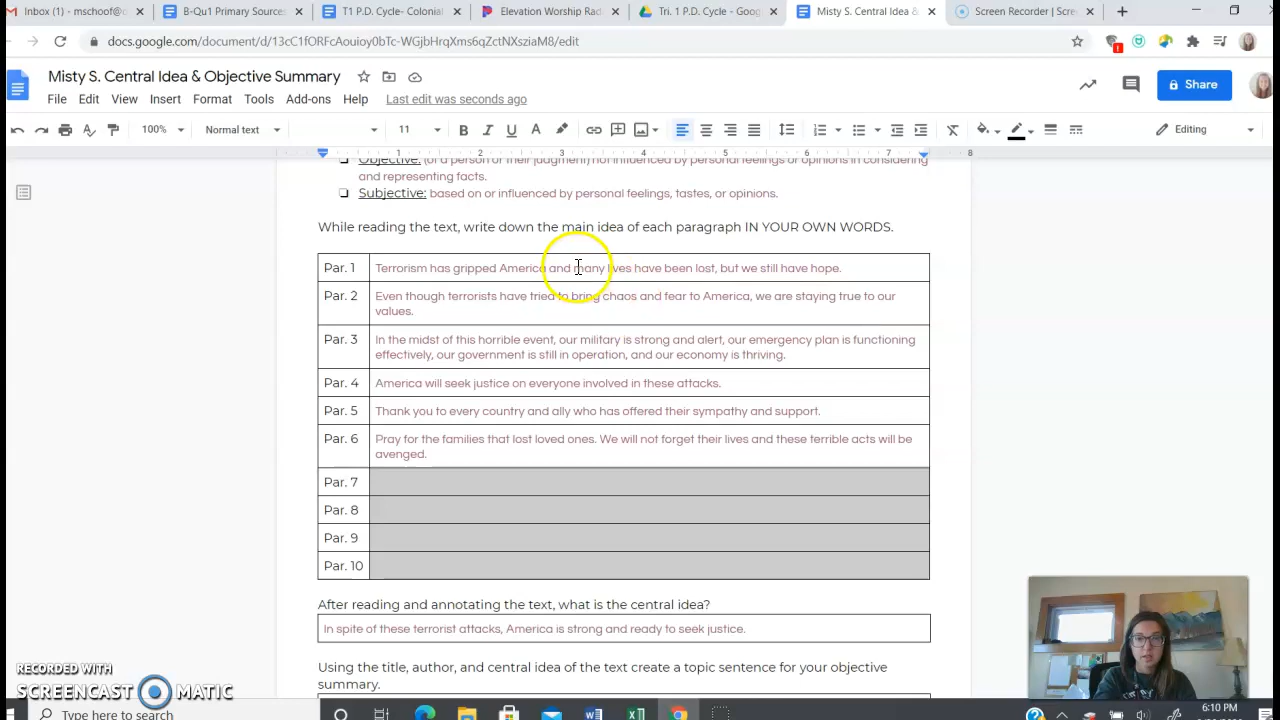 Inbox (1) - mschoof@c
B-Qu1 Primary Sources
T1 P.D. Cycle- Colonia
Elevation Worship Rad
Tri. 1 P.D. Cycle - Goog
Misty S. Central Idea &
Screen Recorder | Scre
docs.google.com/document/d/13cC1fORFcAouioy0bTc-WGjbHrqXms6qZctNXsziaM8/edit
Misty S. Central Idea & Objective Summary
File Edit View Insert Format Tools Add-ons Help Last edit was seconds ago
Share
100% Normal text 11 B I U A Editing
1 2 3 4 5 6 7 8
Objective: (of a person or their judgment) not influenced by personal feelings or opinions in considering
and representing facts.
Subjective: based on or influenced by personal feelings, tastes, or opinions.
While reading the text, write down the main idea of each paragraph IN YOUR OWN WORDS.
Par. 1 Terrorism has gripped America and many lives have been lost, but we still have hope.
Par. 2 Even though terrorists have tried to bring chaos and fear to America, we are staying true to our
values.
Par. 3 In the midst of this horrible event, our military is strong and alert, our emergency plan is functioning
effectively, our government is still in operation, and our economy is thriving.
Par. 4 America will seek justice on everyone involved in these attacks.
Par. 5 Thank you to every country and ally who has offered their sympathy and support.
Par. 6 Pray for the families that lost loved ones. We will not forget their lives and these terrible acts will be
avenged.
Par. 7
Par. 8
Par. 9
Par. 10
After reading and annotating the text, what is the central idea?
In spite of these terrorist attacks, America is strong and ready to seek justice.
Using the title, author, and central idea of the text create a topic sentence for your objective
summary.
RECORDED WITH
SCREENCAST MATIC
Type here to search
6:10 PM